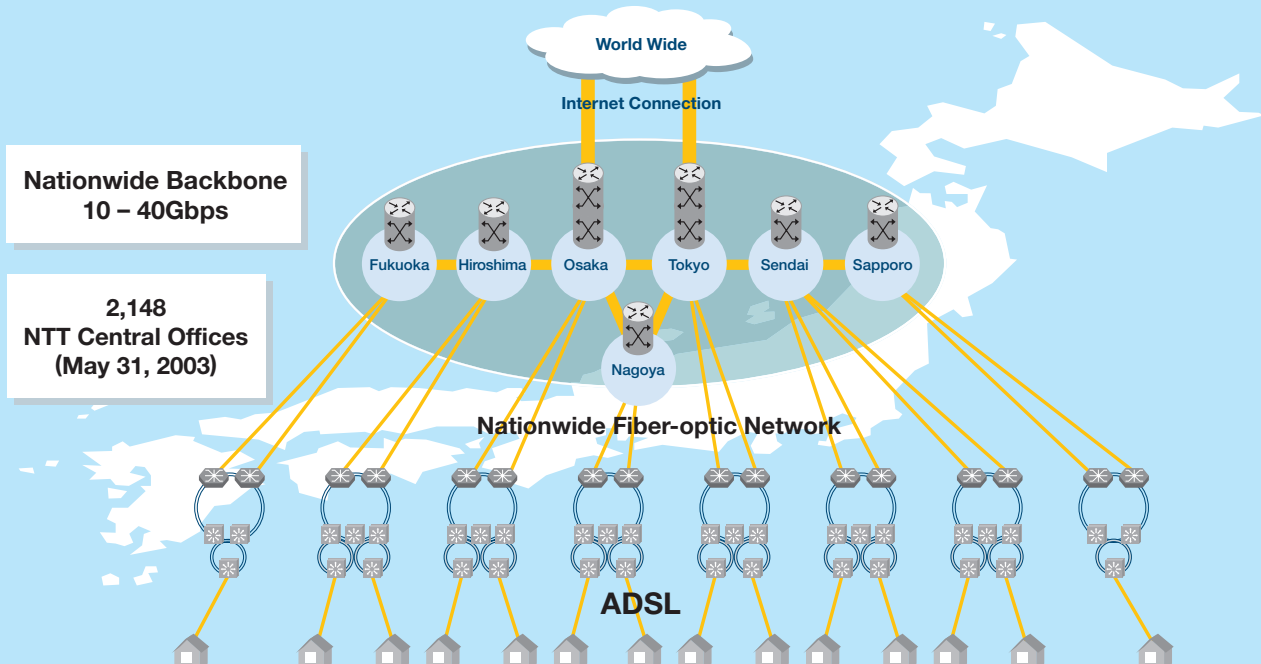 World Wide
Internet Connection
Nationwide Backbone
10 – 40Gbps
Fukuoka
Hiroshima
Osaka
Tokyo
Sendai
Sapporo
2,148
NTT Central Offices
(May 31, 2003)
Nagoya
Nationwide Fiber-optic Network
ADSL